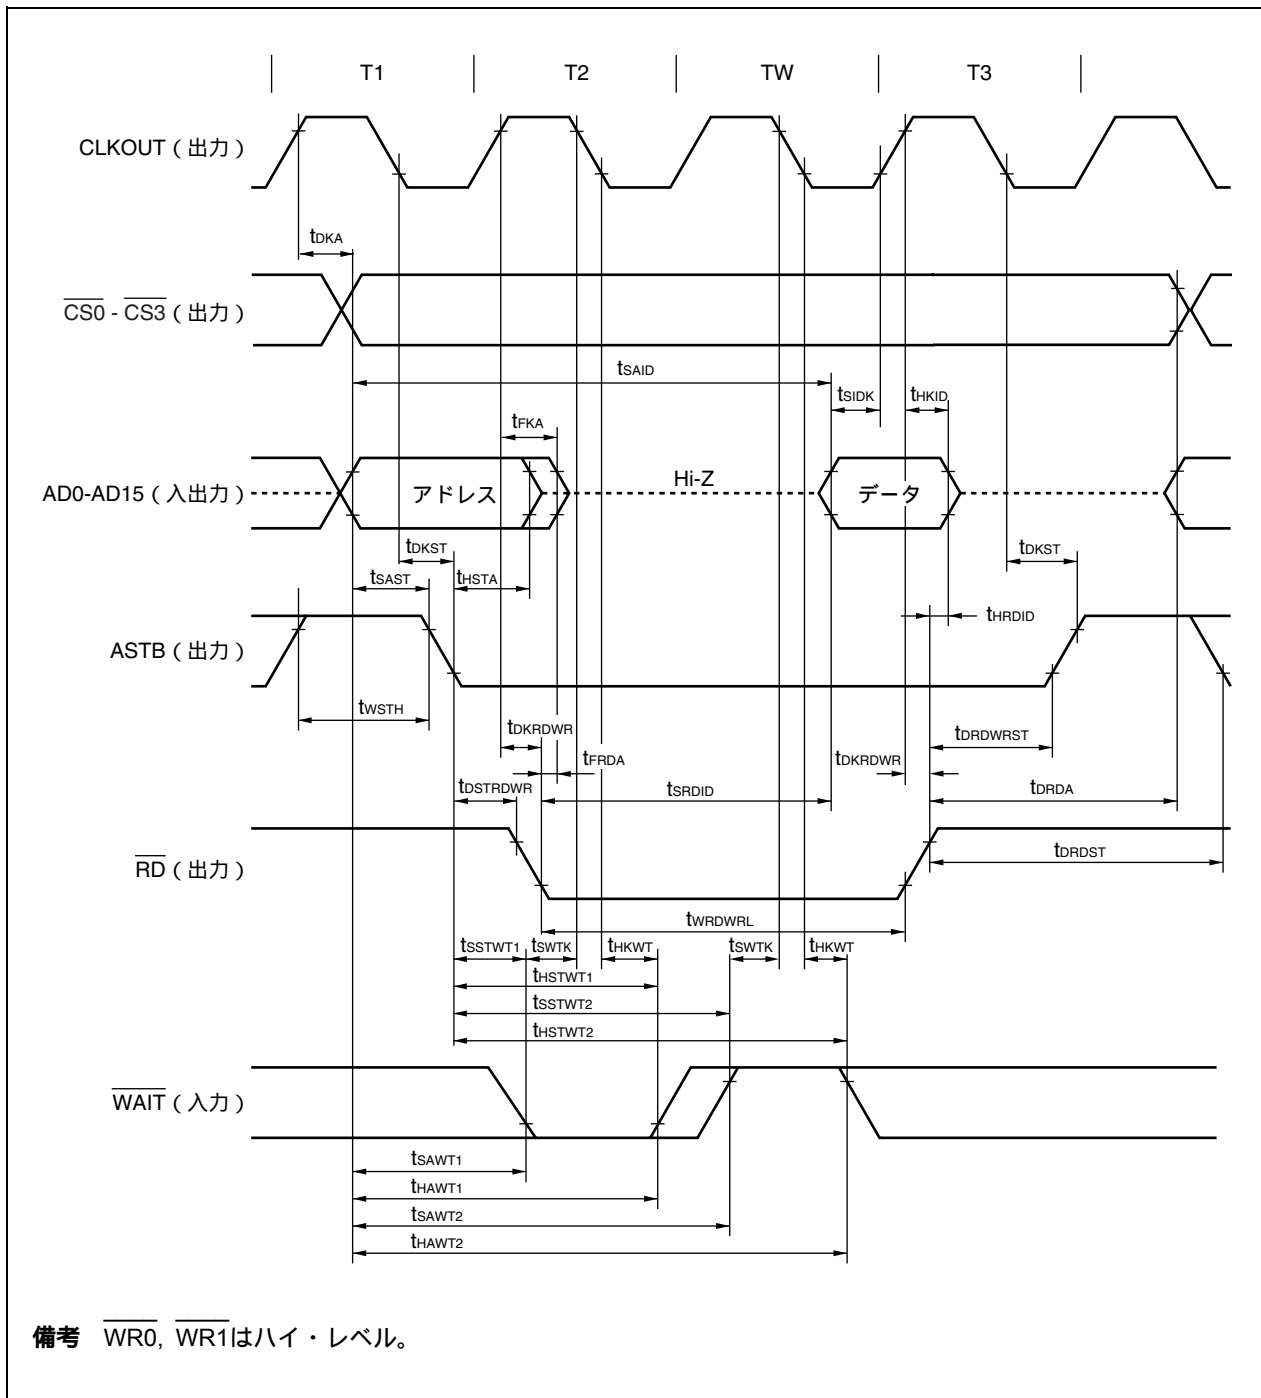 T1 T2 TW T3
CLKOUT（出力）
tDKA
CS0 - CS3（出力）
tSAID
tSIDK tHKID
tFKA
AD0-AD15（入出力） アドレス Hi-Z データ
tDKST tDKST
tSAST tHSTA
tHRDID
ASTB（出力）
tWSTH
tDKRDWR tDRDWRST
tFRDA tDKRDWR
tDSTRDWR tSRDID tDRDA
RD（出力）
tDRDST
tWRDWRL
tSSTWT1 tSWTK tHKWT tSWTK tHKWT
tHSTWT1
tSSTWT2
tHSTWT2
WAIT（入力）
tSAWT1
tHAWT1
tSAWT2
tHAWT2
備考 WR0, WR1はハイ・レベル。